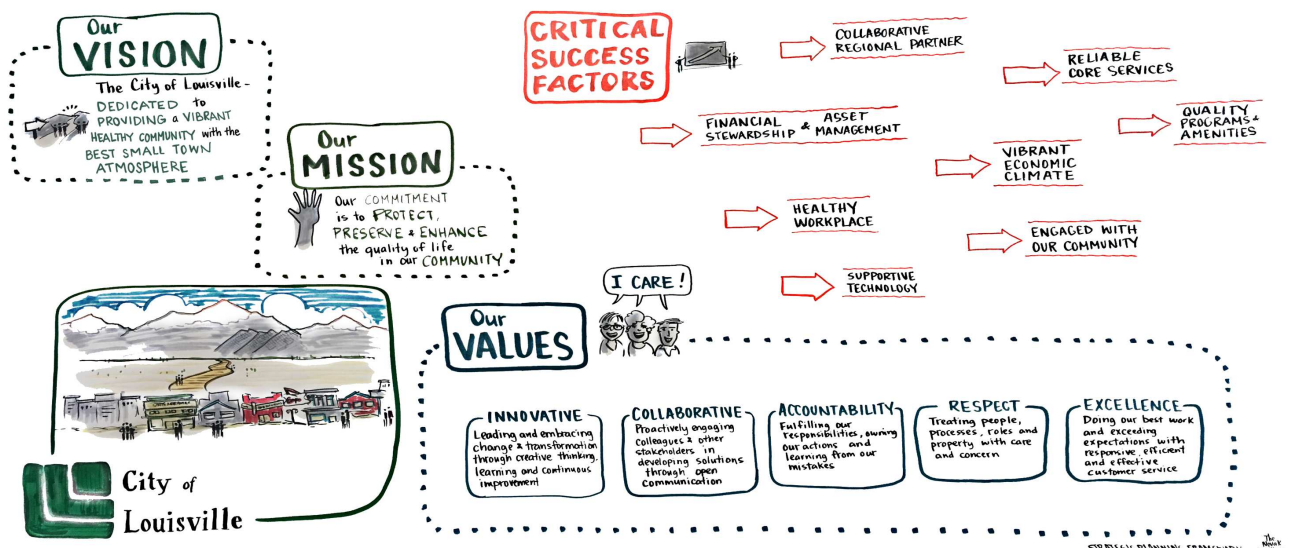 Our
VISION
The City of Louisville -
DEDICATED to
PROVIDING a VIBRANT
HEALTHY COMMUNITY with the
BEST SMALL TOWN
ATMOSPHERE
Our
MISSION
Our COMMITMENT
is to PROTECT,
PRESERVE & ENHANCE
the quality of life
in our COMMUNITY
City of
Louisville
CRITICAL
SUCCESS
FACTORS
COLLABORATIVE
REGIONAL PARTNER
RELIABLE
CORE SERVICES
FINANCIAL & ASSET
STEWARDSHIP MANAGEMENT
QUALITY
PROGRAMS &
AMENITIES
VIBRANT
ECONOMIC
CLIMATE
HEALTHY
WORKPLACE
ENGAGED WITH
OUR COMMUNITY
SUPPORTIVE
TECHNOLOGY
I CARE!
Our
VALUES
INNOVATIVE
Leading and embracing
change & transformation
through creative thinking,
learning and continuous
improvement
COLLABORATIVE
Proactively engaging
colleagues & other
stakeholders in
developing solutions
through open
communication
ACCOUNTABILITY
Fulfilling our
responsibilities, owning
our actions and
learning from our
mistakes
RESPECT
Treating people,
processes, roles and
property with care
and concern
EXCELLENCE
Doing our best work
and exceeding
expectations with
responsive, efficient
and effective
customer service
STRATEGIC PLANNING FRAMEWORK
The